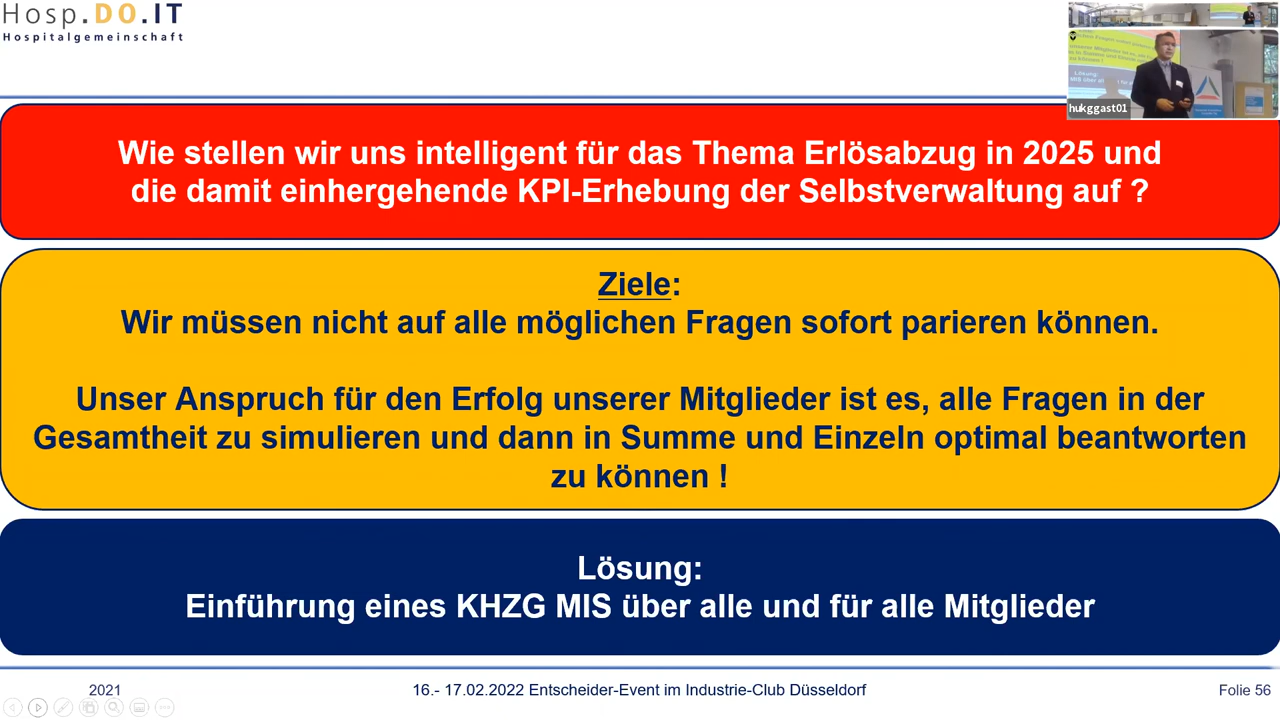 Hosp.DO.IT
Hospitalgemeinschaft
hukggast01
Wie stellen wir uns intelligent für das Thema Erlösabzug in 2025 und
die damit einhergehende KPI-Erhebung der Selbstverwaltung auf ?
Ziele:
Wir müssen nicht auf alle möglichen Fragen sofort parieren können.
Unser Anspruch für den Erfolg unserer Mitglieder ist es, alle Fragen in der
Gesamtheit zu simulieren und dann in Summe und Einzeln optimal beantworten
zu können !
Lösung:
Einführung eines KHZG MIS über alle und für alle Mitglieder
2021
16.- 17.02.2022 Entscheider-Event im Industrie-Club Düsseldorf
Folie 56